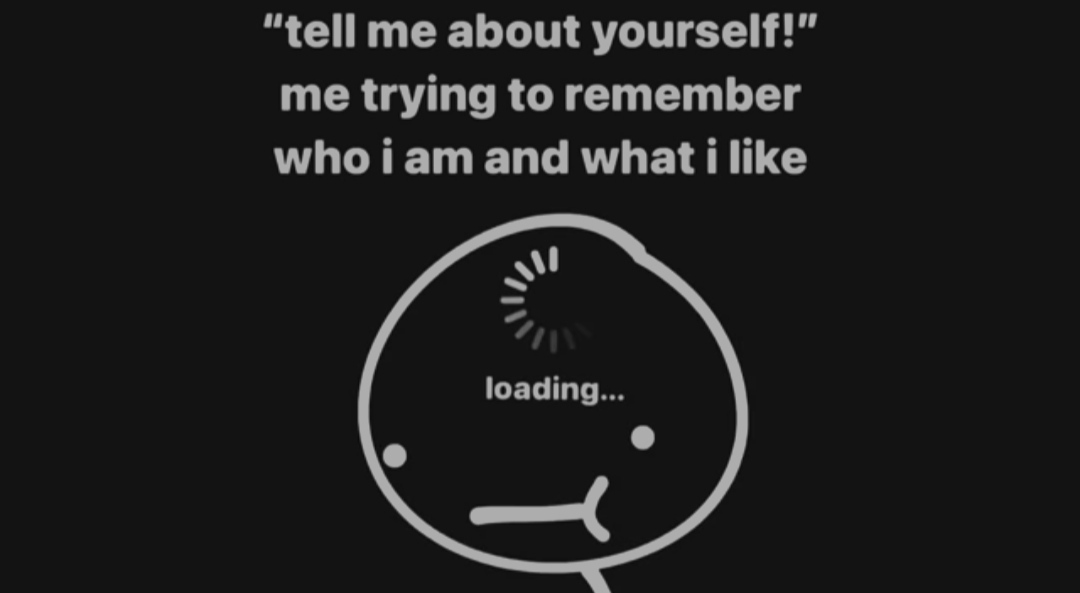 “tell me about yourself!”
me trying to remember
who i am and what i like
loading...